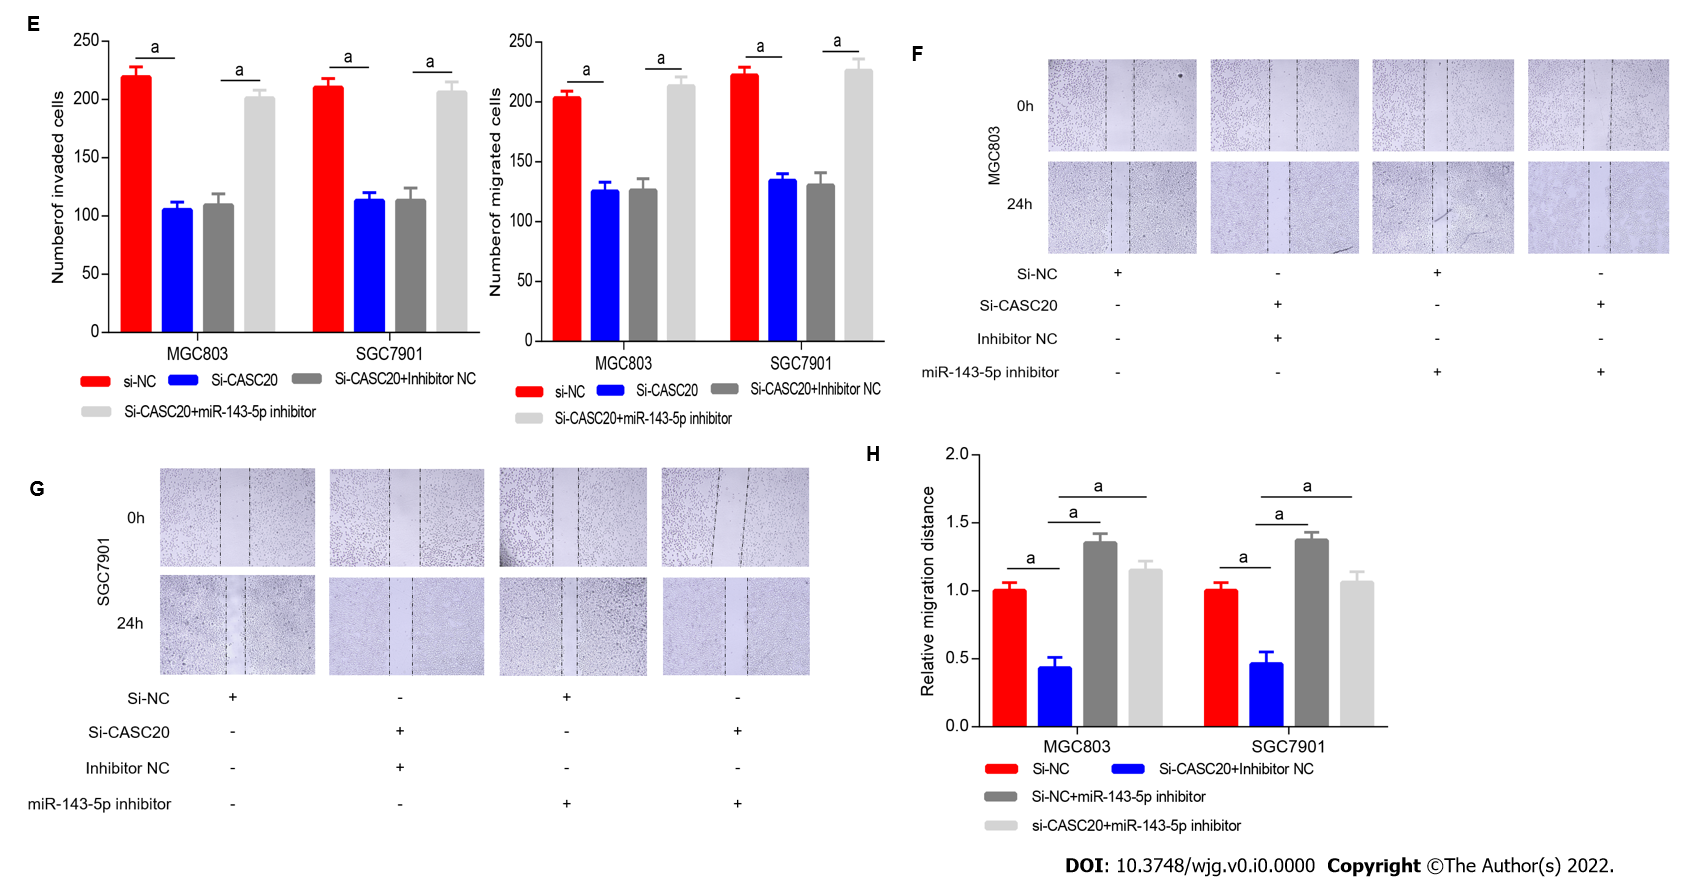 E
250
200
150
100
50
0
Numberof invaded cells
a
a
a
a
MGC803
SGC7901
si-NC
Si-CASC20
Si-CASC20+Inhibitor NC
Si-CASC20+miR-143-5p inhibitor
250
200
150
100
50
0
Numberof migrated cells
a
a
a
a
MGC803
SGC7901
si-NC
Si-CASC20
Si-CASC20+Inhibitor NC
Si-CASC20+miR-143-5p inhibitor
F
MGC803
0h
24h
Si-NC + - + -
Si-CASC20 - + - +
Inhibitor NC - + - -
miR-143-5p inhibitor - - + +
G
SGC7901
0h
24h
Si-NC + - + -
Si-CASC20 - + - +
Inhibitor NC - + - -
miR-143-5p inhibitor - - + +
H
2.0
1.5
1.0
0.5
0.0
Relative migration distance
a
a
a
a
a
a
MGC803
SGC7901
Si-NC
Si-CASC20+Inhibitor NC
Si-NC+miR-143-5p inhibitor
si-CASC20+miR-143-5p inhibitor
DOI: 10.3748/wjg.v0.i0.0000 Copyright ©The Author(s) 2022.